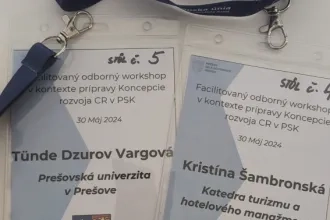 stôl č. 5
Facilitovaný odborný workshop
v kontexte prípravy Koncepcie
rozvoja CR v PSK
30 Máj 2024
Tünde Dzurov Vargová
Prešovská univerzita
v Prešove
stôl č. 4
Facilitovaný odborný workshop
v kontexte prípravy Koncepcie
rozvoja CR v PSK
30 Máj 2024
Kristína Šambronská
Katedra turizmu a
hotelového manažm